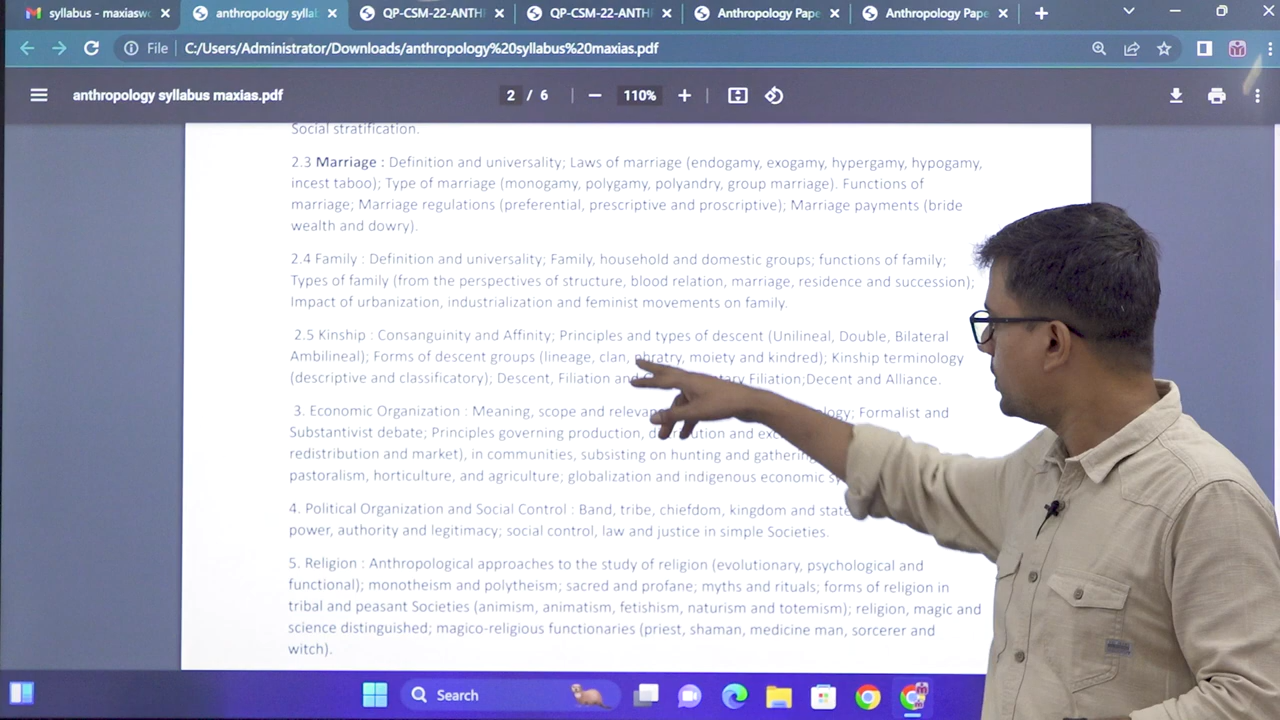 syllabus - maxiasw
anthropology syllab
QP-CSM-22-ANTH
QP-CSM-22-ANTH
Anthropology Pape
Anthropology Pape
File C:/Users/Administrator/Downloads/anthropology%20syllabus%20maxias.pdf
anthropology syllabus maxias.pdf 2 / 6 110%
Social stratification.
2.3 Marriage : Definition and universality; Laws of marriage (endogamy, exogamy, hypergamy, hypogamy,
incest taboo); Type of marriage (monogamy, polygamy, polyandry, group marriage). Functions of
marriage; Marriage regulations (preferential, prescriptive and proscriptive); Marriage payments (bride
wealth and dowry).
2.4 Family : Definition and universality; Family, household and domestic groups; functions of family;
Types of family (from the perspectives of structure, blood relation, marriage, residence and succession);
Impact of urbanization, industrialization and feminist movements on family.
2.5 Kinship : Consanguinity and Affinity; Principles and types of descent (Unilineal, Double, Bilateral
Ambilineal); Forms of descent groups (lineage, clan, phratry, moiety and kindred); Kinship terminology
(descriptive and classificatory); Descent, Filiation and Filiation;Decent and Alliance.
3. Economic Organization : Meaning, scope and Formalist and
Substantivist debate; Principles governing production, and
redistribution and market), in communities, subsisting on hunting and gathering
pastoralism, horticulture, and agriculture; globalization and indigenous economic
4. Political Organization and Social Control : Band, tribe, chiefdom, kingdom and state
power, authority and legitimacy; social control, law and justice in simple Societies.
5. Religion : Anthropological approaches to the study of religion (evolutionary, psychological and
functional); monotheism and polytheism; sacred and profane; myths and rituals; forms of religion in
tribal and peasant Societies (animism, animatism, fetishism, naturism and totemism); religion, magic and
science distinguished; magico-religious functionaries (priest, shaman, medicine man, sorcerer and
witch).
Search